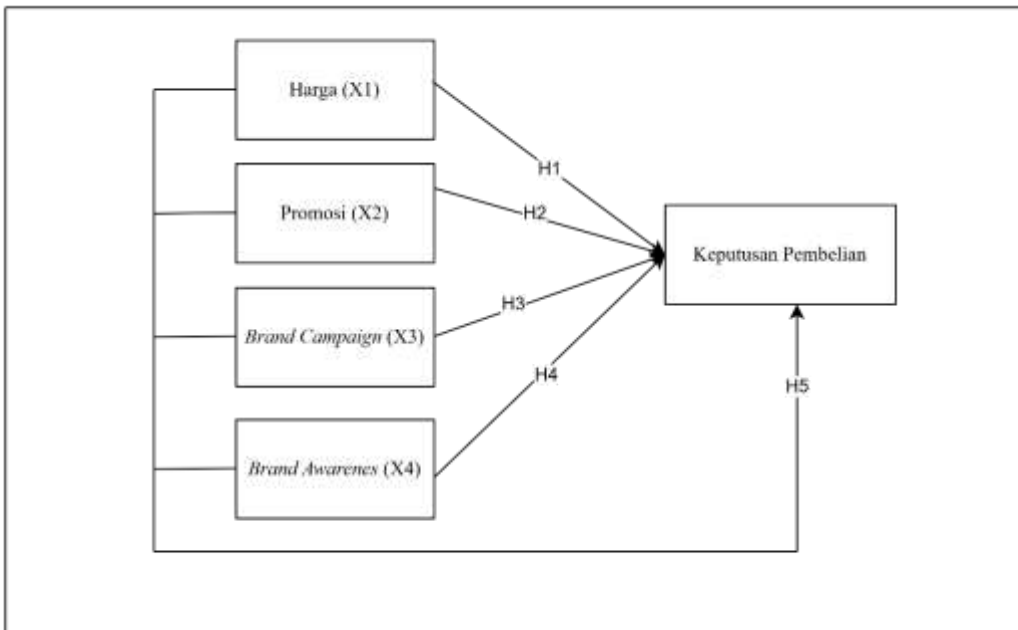 Harga (X1)
H1
Promosi (X2)
H2
Keputusan Pembelian
H3
Brand Campaign (X3)
H4
H5
Brand Awarenes (X4)